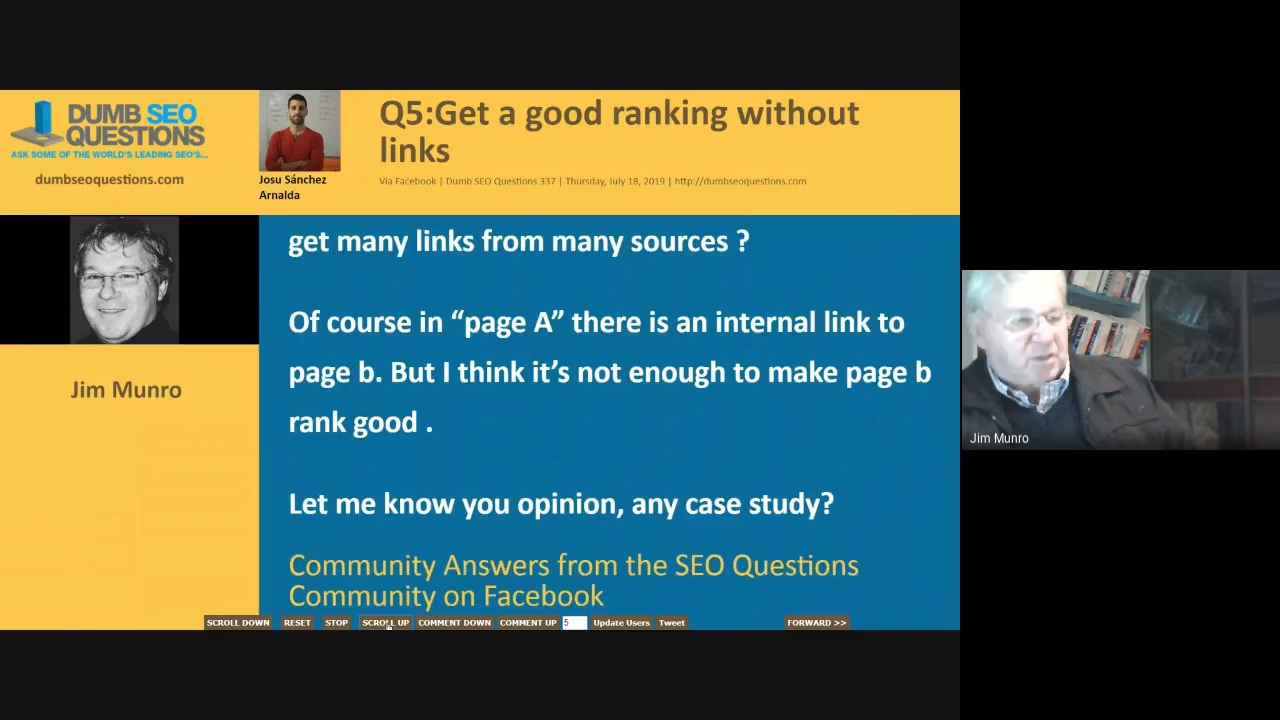 DUMB SEO
QUESTIONS
ASK SOME OF THE WORLD'S LEADING SEO'S...
dumbseoquestions.com
Josu Sánchez
Arnalda
Q5:Get a good ranking without
links
Via Facebook | Dumb SEO Questions 337 | Thursday, July 18, 2019 | http://dumbseoquestions.com
Jim Munro
get many links from many sources ?
Of course in “page A” there is an internal link to
page b. But I think it’s not enough to make page b
rank good .
Let me know you opinion, any case study?
Community Answers from the SEO Questions
Community on Facebook
SCROLL DOWN RESET STOP SCROLL UP COMMENT DOWN COMMENT UP 5 Update Users Tweet FORWARD >>
Jim Munro